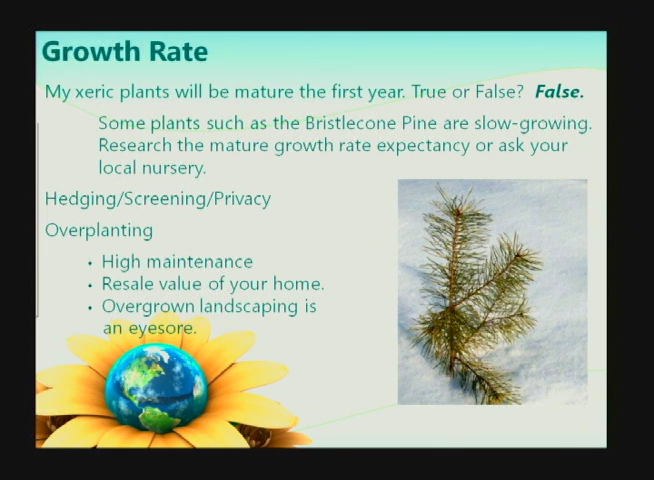 Growth Rate
My xeric plants will be mature the first year. True or False? False.
Some plants such as the Bristlecone Pine are slow-growing.
Research the mature growth rate expectancy or ask your
local nursery.
Hedging/Screening/Privacy
Overplanting
• High maintenance
• Resale value of your home.
• Overgrown landscaping is
an eyesore.